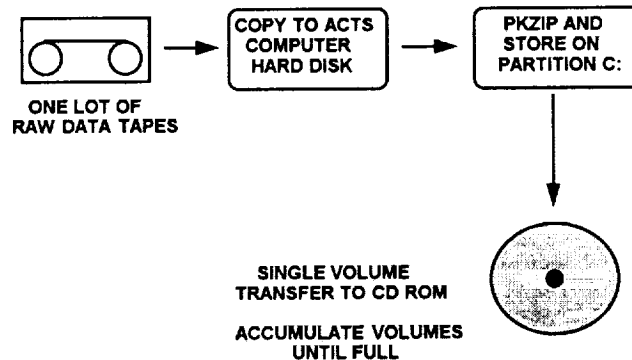 ONE LOT OF
RAW DATA TAPES
COPY TO ACTS
COMPUTER
HARD DISK
PKZIP AND
STORE ON
PARTITION C:
SINGLE VOLUME
TRANSFER TO CD ROM
ACCUMULATE VOLUMES
UNTIL FULL